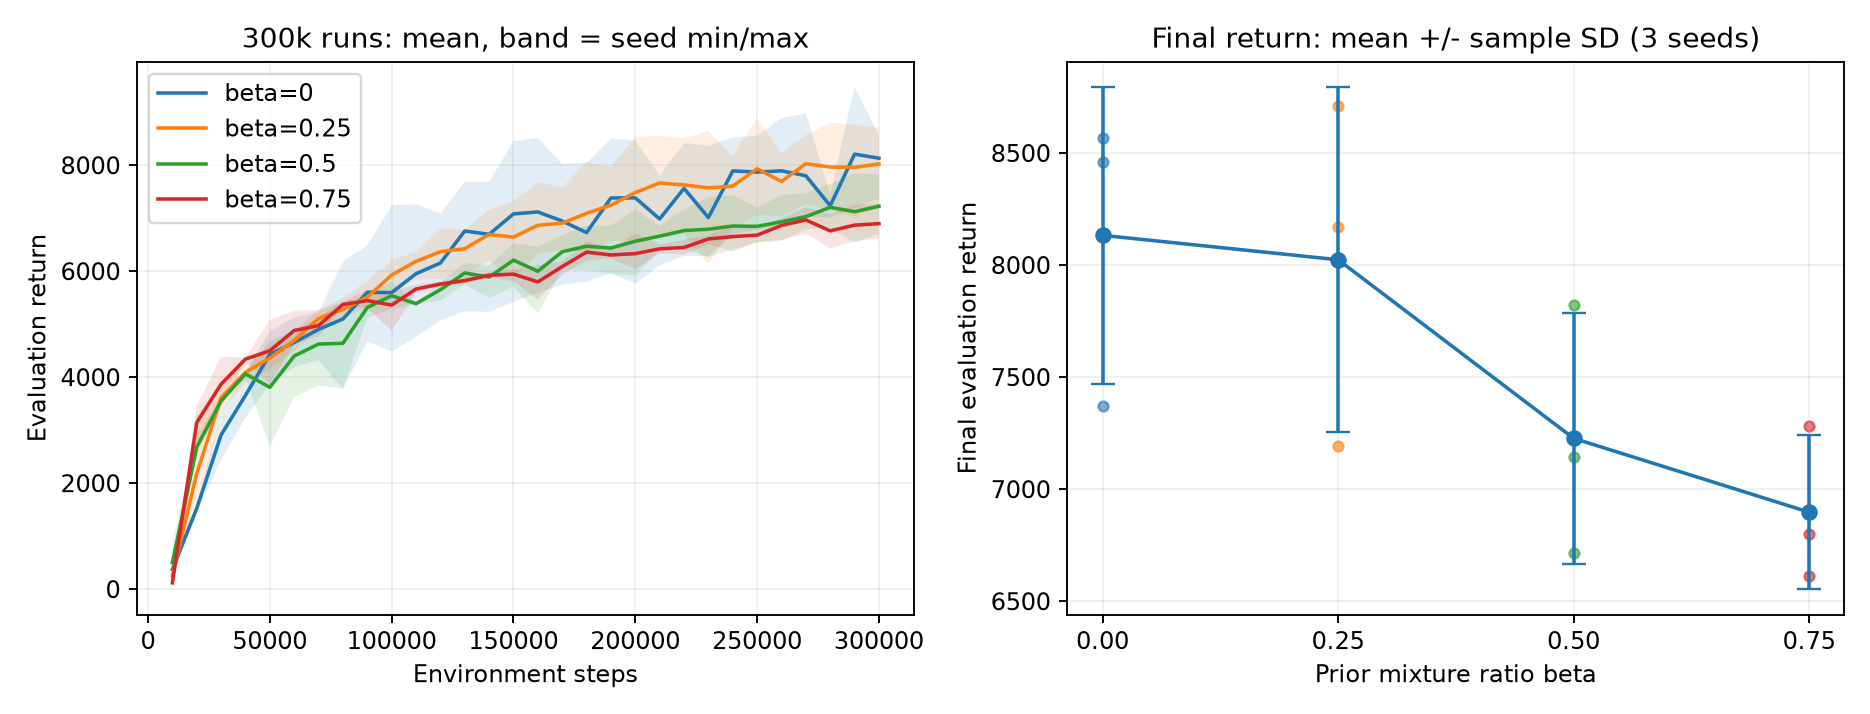 300k runs: mean, band = seed min/max
beta=0
beta=0.25
beta=0.5
beta=0.75
8000
6000
4000
2000
0
Evaluation return
0
50000
100000
150000
200000
250000
300000
Environment steps
Final return: mean +/- sample SD (3 seeds)
8500
8000
7500
7000
6500
Final evaluation return
0.00
0.25
0.50
0.75
Prior mixture ratio beta